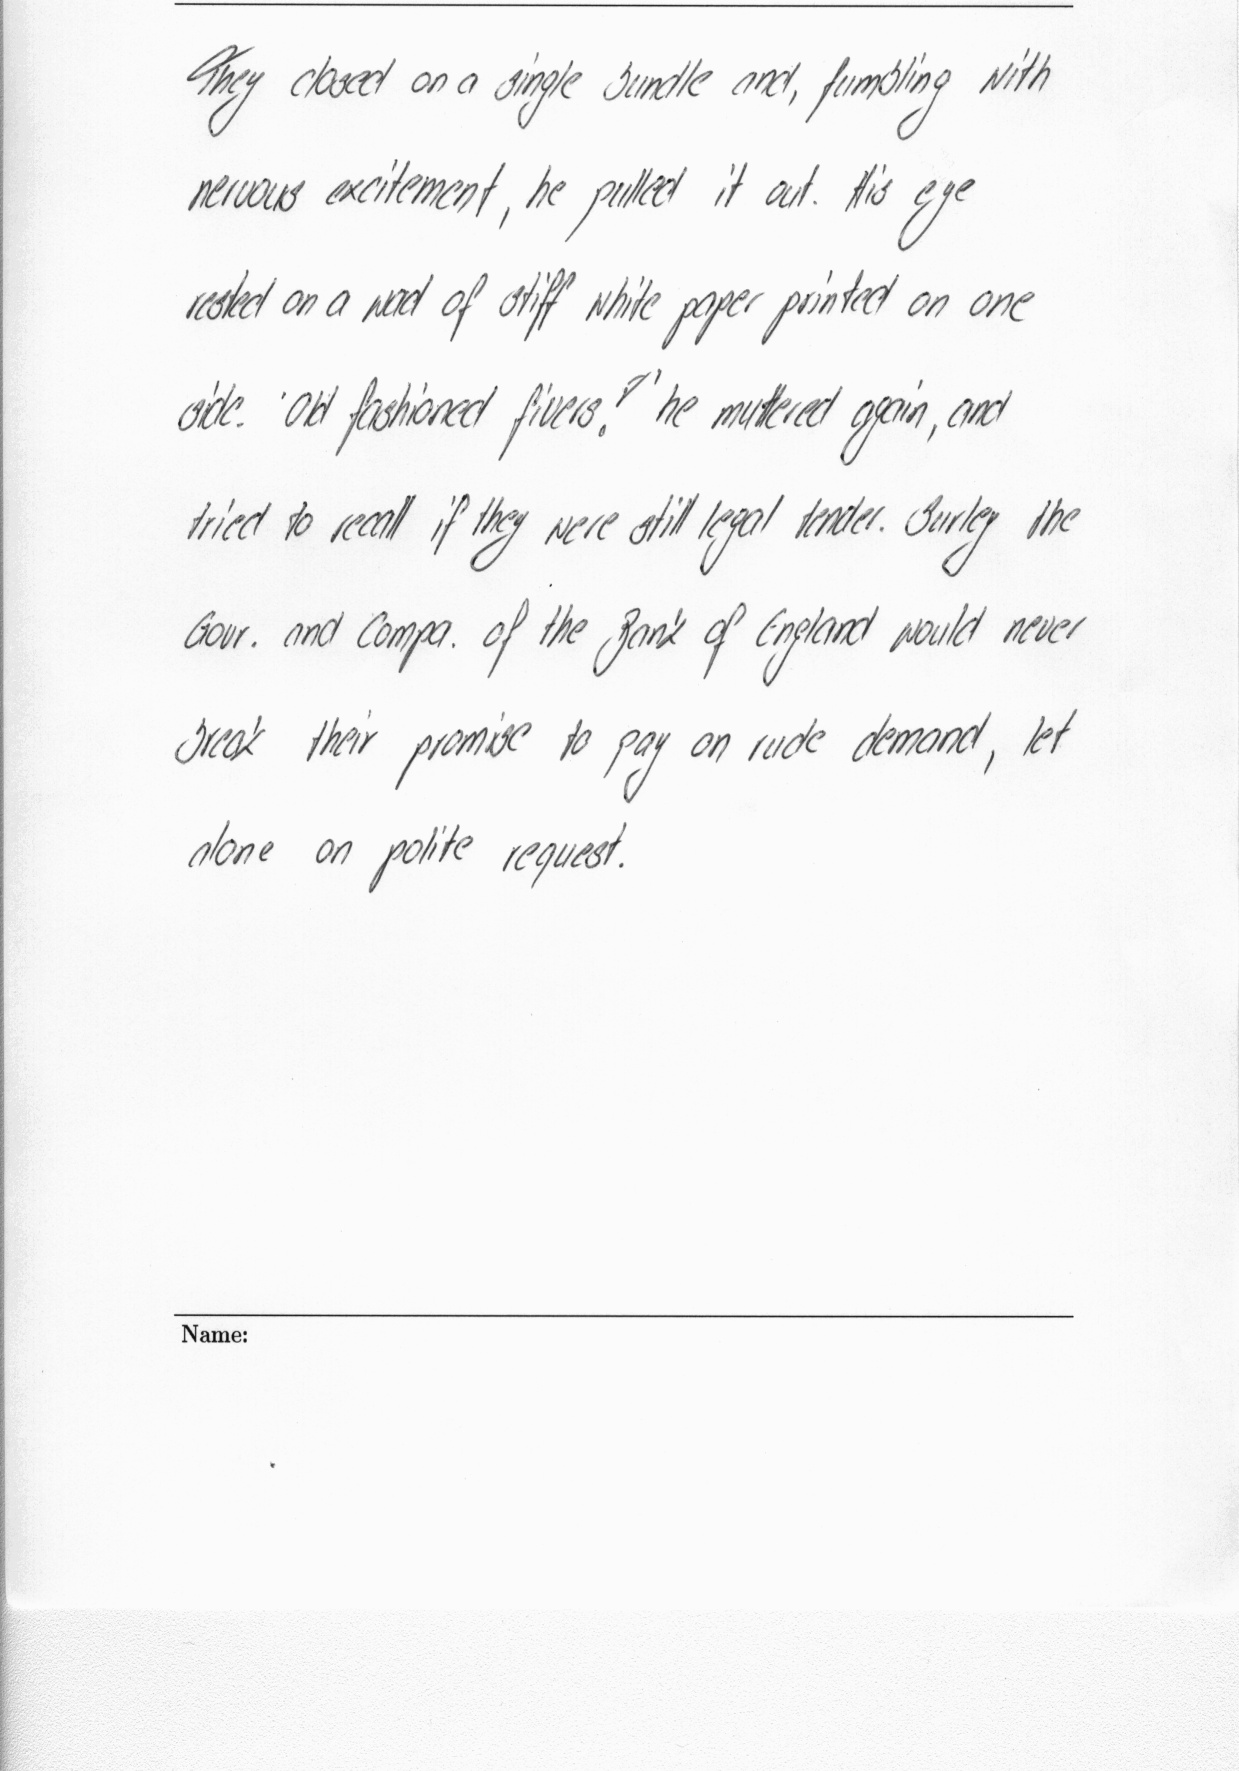 They closed on a single bundle and, fumbling with
nervous excitement, he pulled it out. His eye
rested on a wad of stiff white paper printed on one
side. 'Old fashioned fivers?' he muttered again, and
tried to recall if they were still legal tender. Surley the
Gour. and Compa. of the Bank of England would never
break their promise to pay on rude demand, let
alone on polite request.
Name: